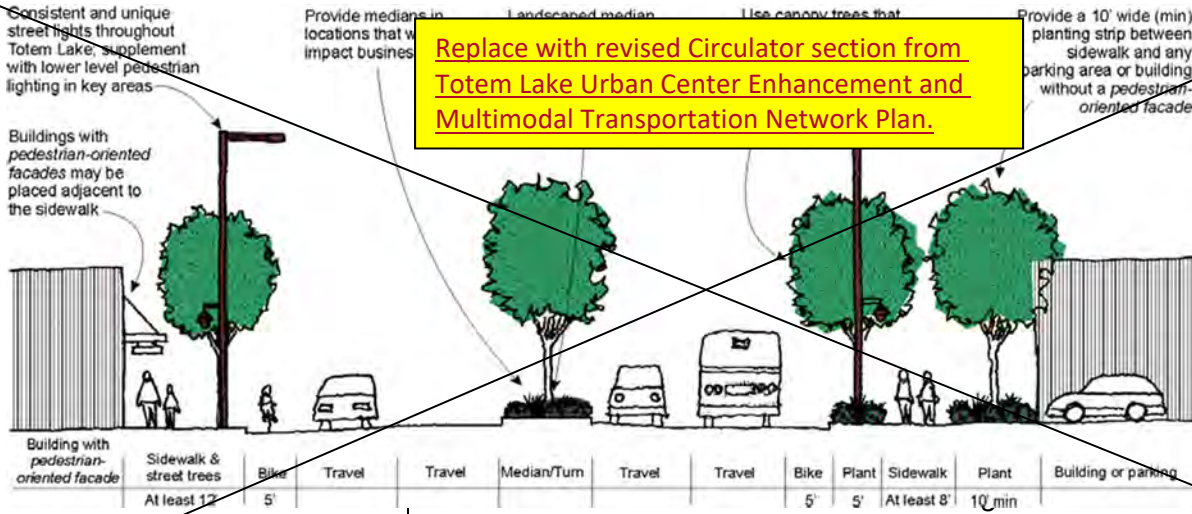 Consistent and unique
street lights throughout
Totem Lake; supplement
with lower level pedestrian
lighting in key areas
Buildings with
pedestrian-oriented
facades may be
placed adjacent to
the sidewalk
Provide medians in
locations that w
impact busines
Landscaped median
Use canopy trees that
Replace with revised Circulator section from
Totem Lake Urban Center Enhancement and
Multimodal Transportation Network Plan.
Provide a 10' wide (min)
planting strip between
sidewalk and any
parking area or building
without a pedestrian-
oriented facade
Building with
pedestrian-
oriented facade
Sidewalk &
street trees
Bike
Travel
Travel
Median/Turn
Travel
Travel
Bike
Plant
Sidewalk
Plant
Building or parking
At least 12'
5'
5'
5'
At least 8'
10' min